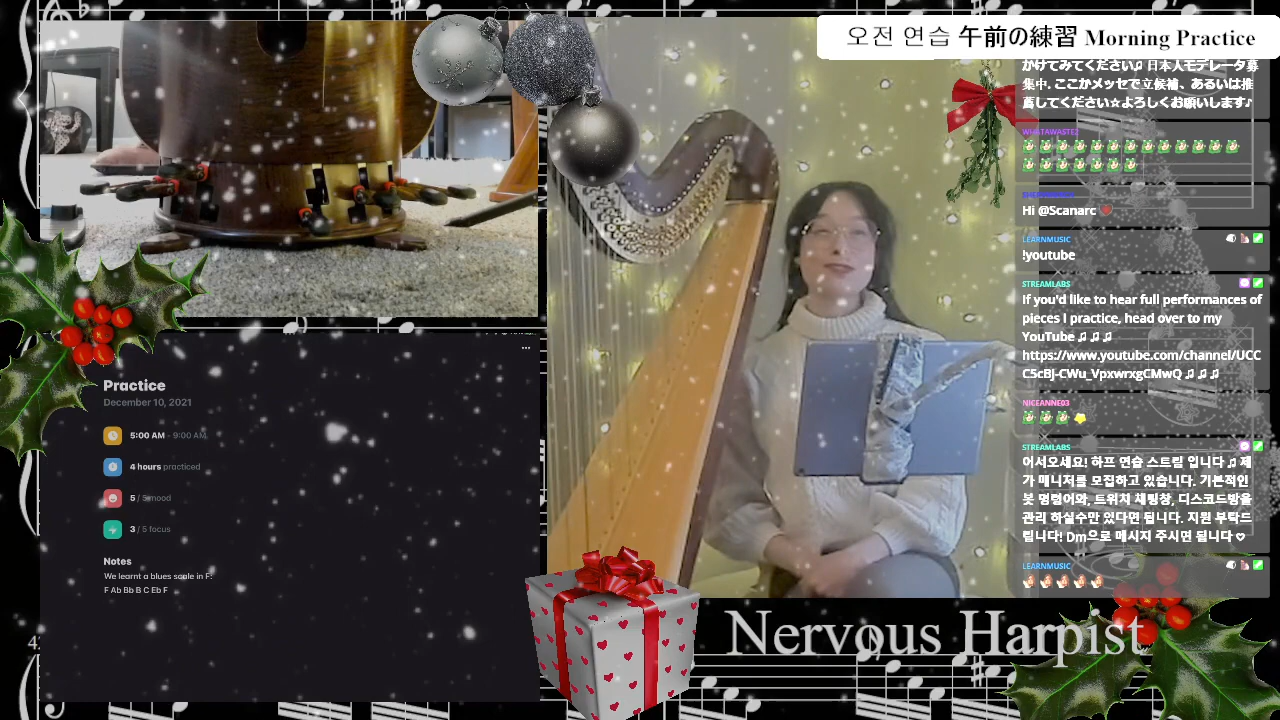 오전 연습 午前の練習 Morning Practice
かけてみてください♫ 日本人モデレータ募
集中. ここかメッセで立候補、あるいは推
薦してください☆よろしくお願いします♪
WHATAWASTE2
Hi @Scanarc
LEARNMUSIC
!youtube
STREAMLABS
If you'd like to hear full performances of
pieces I practice, head over to my
YouTube ♫ ♫ ♫
https://www.youtube.com/channel/UCC
C5cBj-CWu_VpxwrxgCMwQ ♫ ♫ ♫
NICEANNE03
STREAMLABS
어서오세요! 하프 연습 스트림 입니다 ♫ 제
가 매니저를 모집하고 있습니다. 기본적인
봇 명령어와, 트위치 채팅창, 디스코드방을
관리 하실수만 있다면 됩니다. 지원 부탁드
립니다! Dm으로 메시지 주시면 됩니다 ♡
LEARNMUSIC
Practice
December 10, 2021
5:00 AM - 9:00 AM
4 hours practiced
5 / 5 mood
3 / 5 focus
Notes
We learnt a blues scale in F:
F Ab Bb B C Eb F
Nervous Harpist